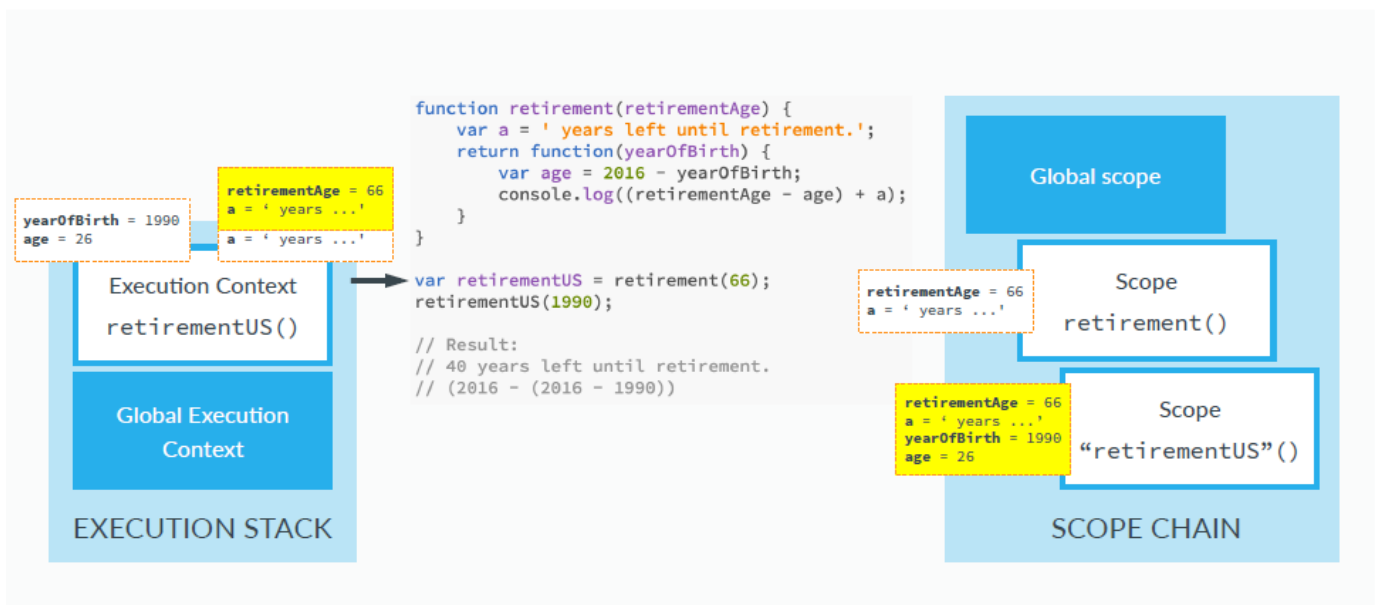 yearOfBirth = 1990
age = 26
retirementAge = 66
a = ‘ years ...'
a = ‘ years ...'
Execution Context
retirementUS()
Global Execution
Context
EXECUTION STACK
function retirement(retirementAge) {
    var a = ' years left until retirement.';
    return function(yearOfBirth) {
        var age = 2016 - yearOfBirth;
        console.log((retirementAge - age) + a);
    }
}
var retirementUS = retirement(66);
retirementUS(1990);
// Result:
// 40 years left until retirement.
// (2016 - (2016 - 1990))
Global scope
retirementAge = 66
a = ‘ years ...'
Scope
retirement()
retirementAge = 66
a = ‘ years ...’
yearOfBirth = 1990
age = 26
Scope
“retirementUS”()
SCOPE CHAIN